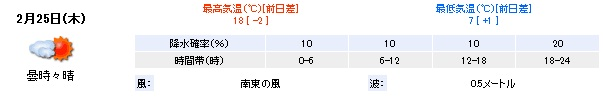 2月25日(木)
曇時々晴
最高気温(℃)[前日差]
18 [ -2 ]
最低気温(℃)[前日差]
7 [ +1 ]
降水確率(%) 10 10 10 20
時間帯(時) 0-6 6-12 12-18 18-24
風: 南東の風 波: 0.5メートル